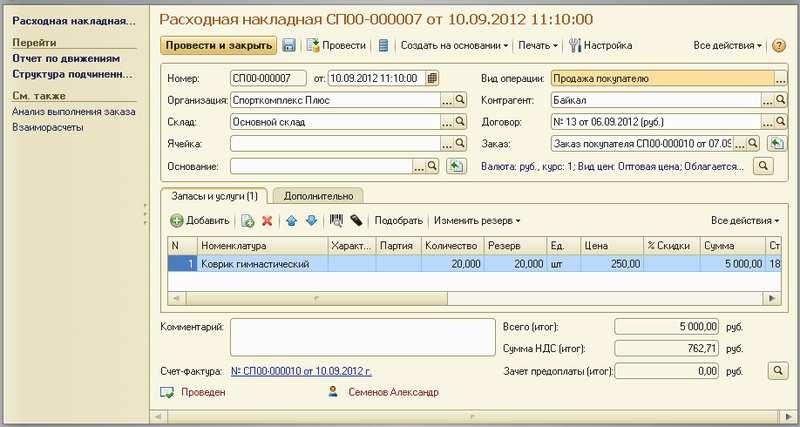 Расходная накладная...
Перейти
Отчет по движениям
Структура подчиненн...
См. также
Анализ выполнения заказа
Взаиморасчеты
Расходная накладная СП00-000007 от 10.09.2012 11:10:00
Провести и закрыть Провести Создать на основании Печать Настройка Все действия ?
Номер: СП00-000007 от: 10.09.2012 11:10:00 Вид операции: Продажа покупателю ...
Организация: Спорткомплекс Плюс ... Контрагент: Байкал ...
Склад: Основной склад ... Договор: № 13 от 06.09.2012 (руб.) ...
Ячейка: ... Заказ: Заказ покупателя СП00-000010 от 07.09 ...
Основание: ... Валюта: руб., курс: 1; Вид цен: Оптовая цена; Облагается...
Запасы и услуги (1) Дополнительно
Добавить Подобрать Изменить резерв Все действия
N Номенклатура Характ... Партия Количество Резерв Ед. Цена % Скидки Сумма Ст
1 Коврик гимнастический 20,000 20,000 шт 250,00 5 000,00 18
Комментарий: Всего (итог): 5 000,00 руб.
Сумма НДС (итог): 762,71 руб.
Счет-фактура: № СП00-000010 от 10.09.2012 г. Зачет предоплаты (итог): 0,00 руб.
Проведен Семенов Александр